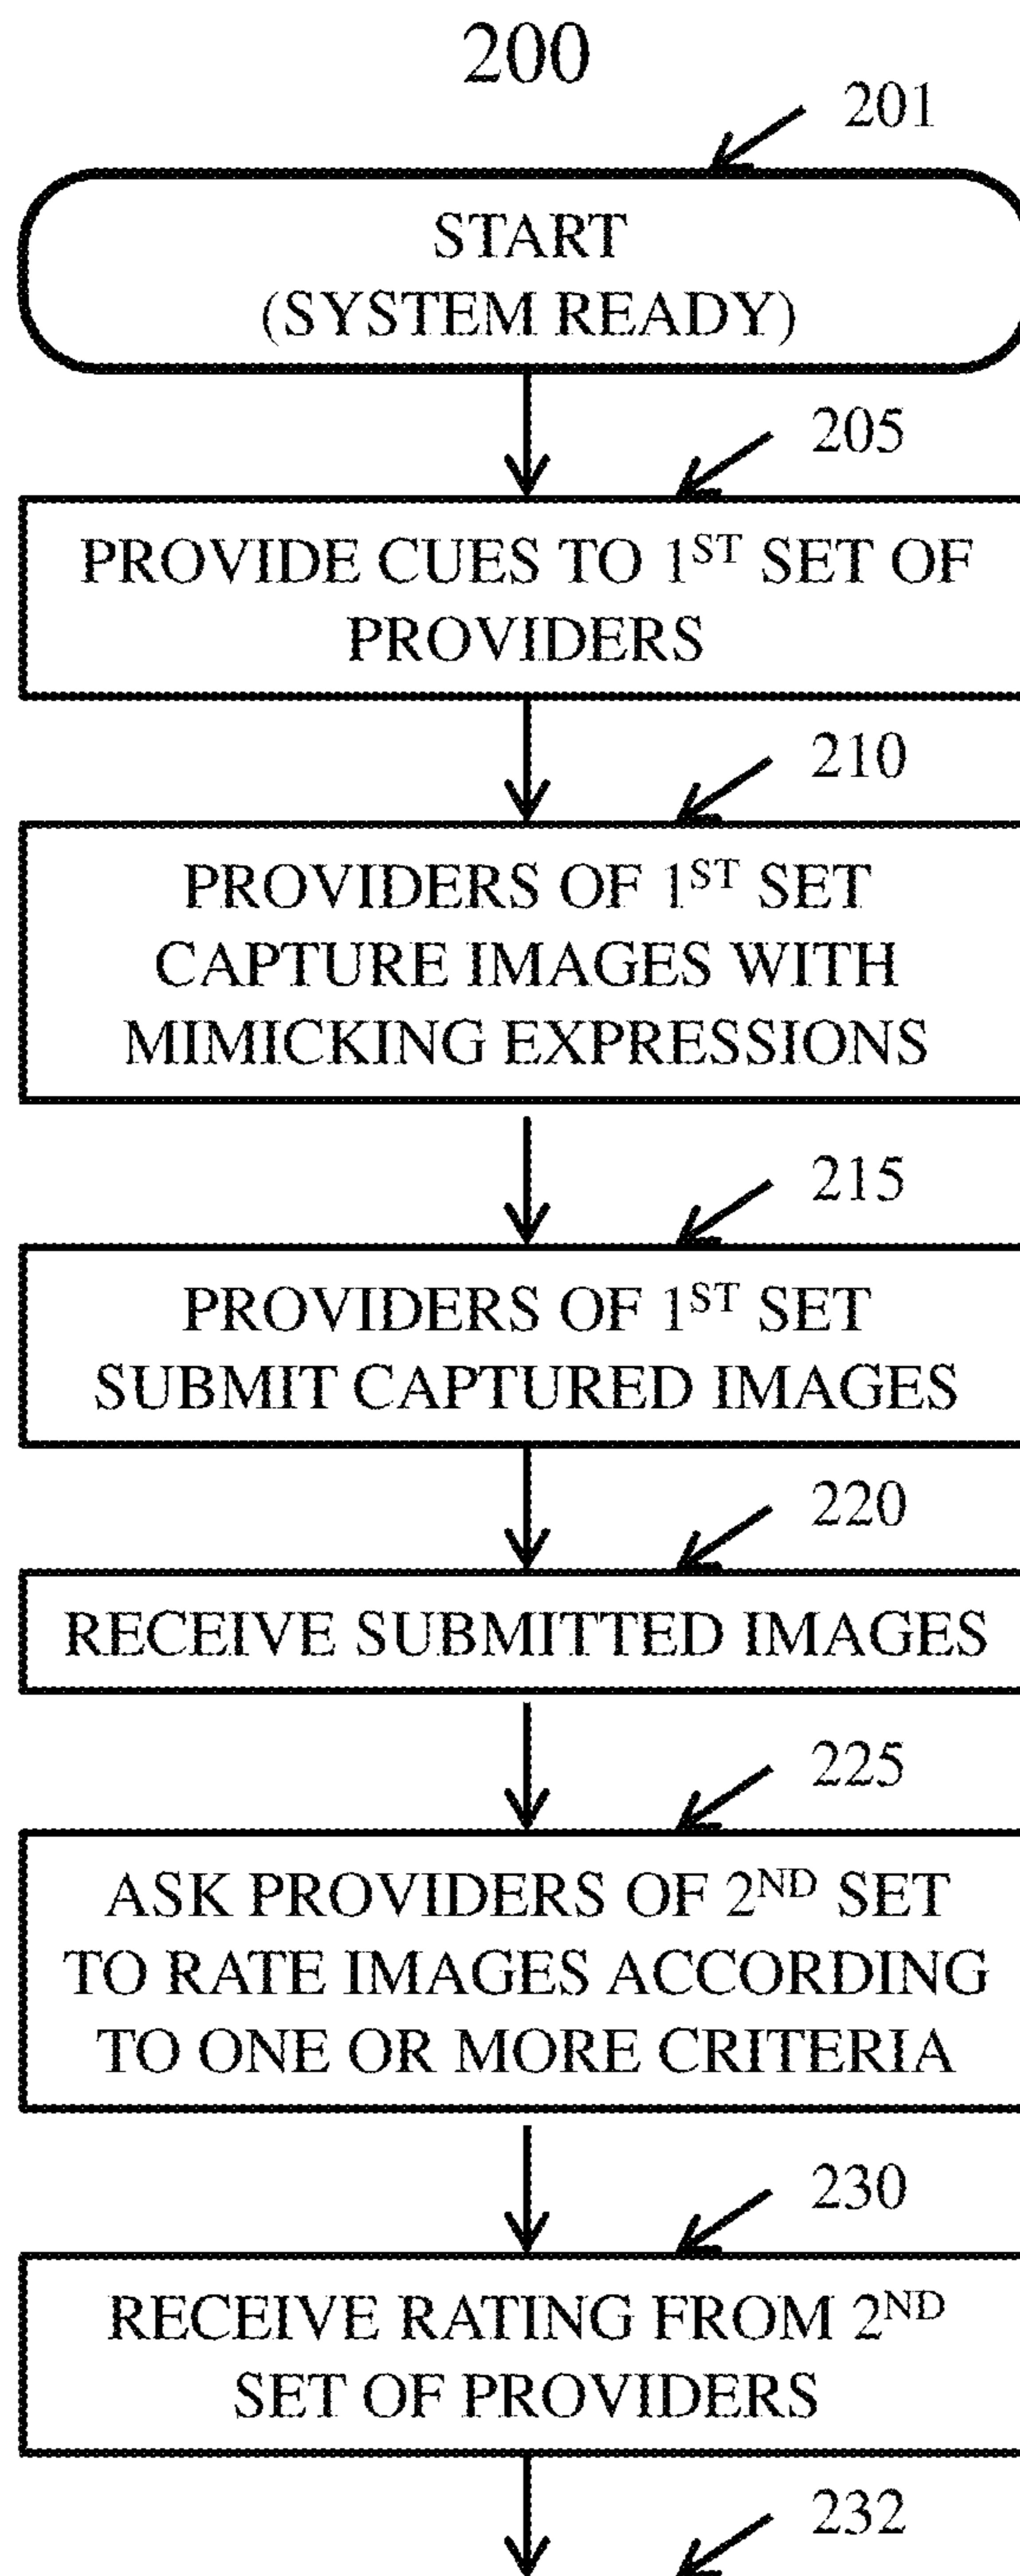 200
201
START
(SYSTEM READY)
205
PROVIDE CUES TO 1ST SET OF
PROVIDERS
210
PROVIDERS OF 1ST SET
CAPTURE IMAGES WITH
MIMICKING EXPRESSIONS
215
PROVIDERS OF 1ST SET
SUBMIT CAPTURED IMAGES
220
RECEIVE SUBMITTED IMAGES
225
ASK PROVIDERS OF 2ND SET
TO RATE IMAGES ACCORDING
TO ONE OR MORE CRITERIA
230
RECEIVE RATING FROM 2ND
SET OF PROVIDERS
232